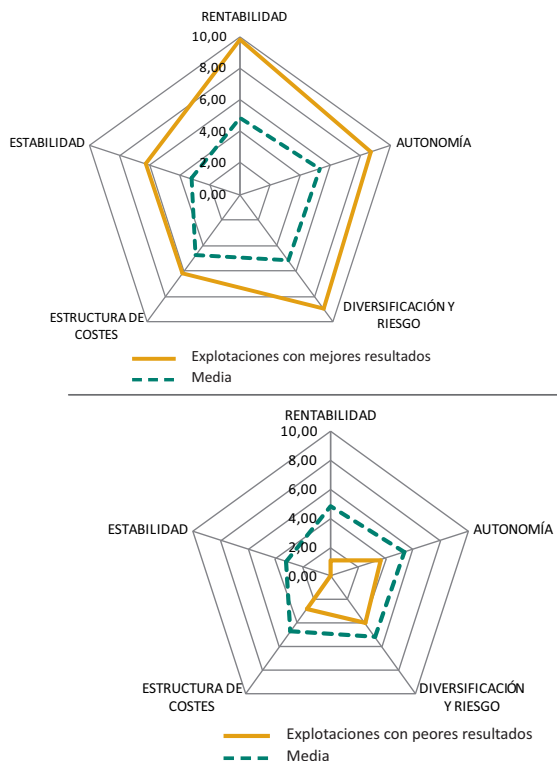 RENTABILIDAD
10,00
8,00
6,00
4,00
2,00
0,00
ESTABILIDAD
AUTONOMÍA
ESTRUCTURA DE
COSTES
DIVERSIFICACIÓN Y
RIESGO
Explotaciones con mejores resultados
Media
RENTABILIDAD
10,00
8,00
6,00
4,00
2,00
0,00
ESTABILIDAD
AUTONOMÍA
ESTRUCTURA DE
COSTES
DIVERSIFICACIÓN
Y RIESGO
Explotaciones con peores resultados
Media